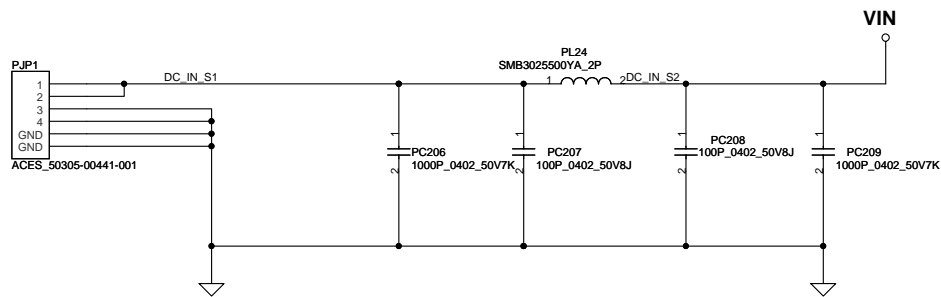 VIN
PL24
SMB3025500YA_2P
PJP1
DC_IN_S1
1
2
DC_IN_S2
1
2
3
4
GND
GND
ACES_50305-00441-001
1
PC206
1000P_0402_50V7K
2
1
PC207
100P_0402_50V8J
2
1
PC208
100P_0402_50V8J
2
1
PC209
1000P_0402_50V7K
2